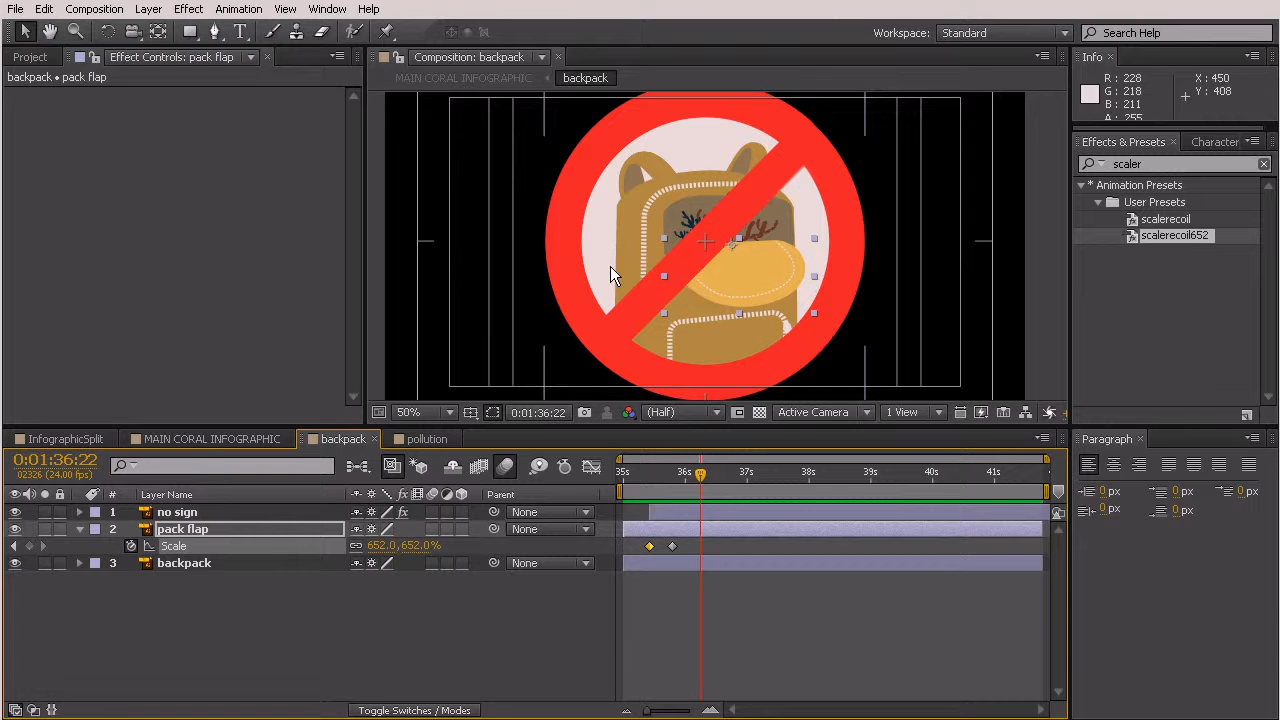 File Edit Composition Layer Effect Animation View Window Help
Workspace: Standard Search Help
Project Effect Controls: pack flap Composition: backpack Info
backpack • pack flap
MAIN CORAL INFOGRAPHIC backpack
R: 228 X: 450
G: 218 Y: 408
B: 211
A: 255
Effects & Presets Character
scaler
* Animation Presets
User Presets
scalerecoil
scalerecoil652
50% 0:01:36:22 (Half) Active Camera 1 View
InfographicSplit MAIN CORAL INFOGRAPHIC backpack pollution Paragraph
0:01:36:22
02326 (24.00 fps)
35s 36s 37s 38s 39s 40s 41s
0 px 0 px 0 px
0 px 0 px
# Layer Name fx Parent
1 no sign fx None
2 pack flap None
Scale 652.0, 652.0%
3 backpack None
Toggle Switches / Modes